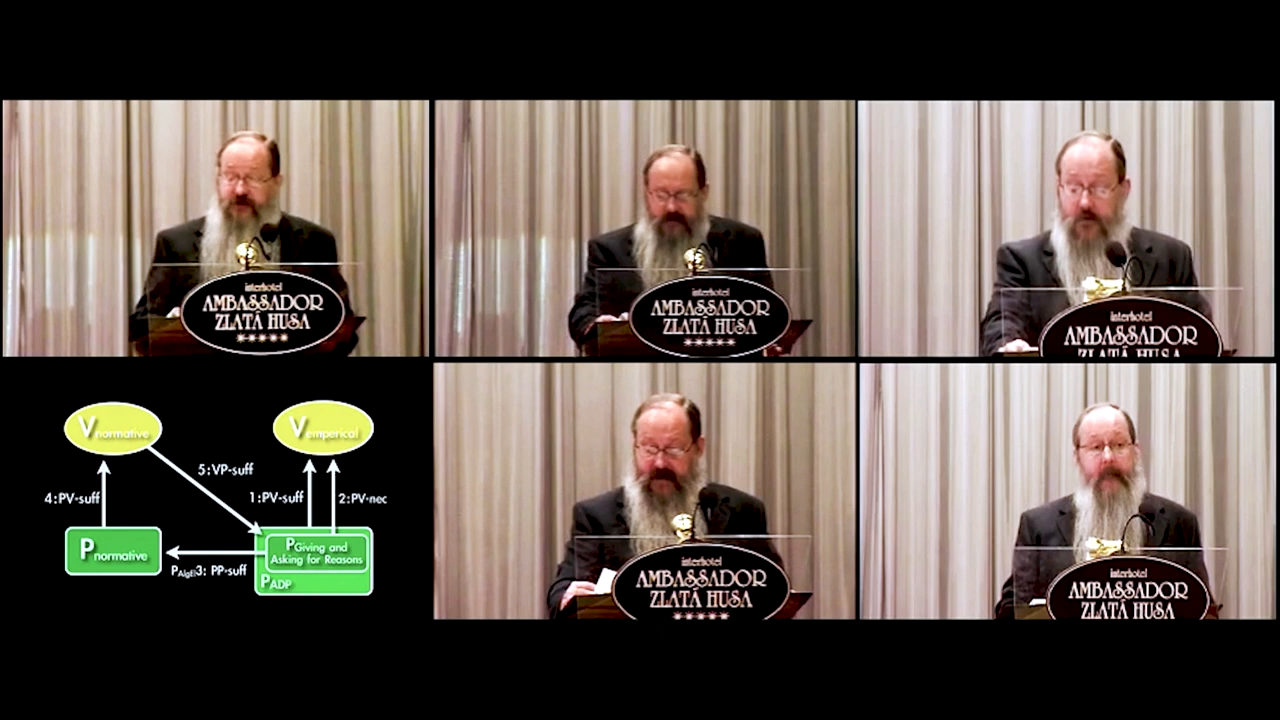 interhotel
AMBASSADOR
ZLATÁ HUSA
interhotel
AMBASSADOR
ZLATÁ HUSA
interhotel
AMBASSADOR
ZLATÁ HUSA
Vnormative
Vemperical
5:VP-suff
4:PV-suff
1:PV-suff
2:PV-nec
Pnormative
PGiving and
Asking for Reasons
PAlgEl3: PP-suff
PADP
interhotel
AMBASSADOR
ZLATÁ HUSA
interhotel
AMBASSADOR
ZLATÁ HUSA